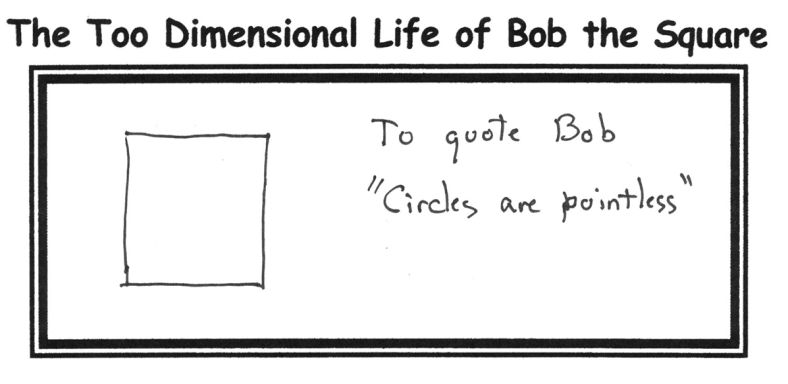 The Too Dimensional Life of Bob the Square
To quote Bob
"Circles are pointless"